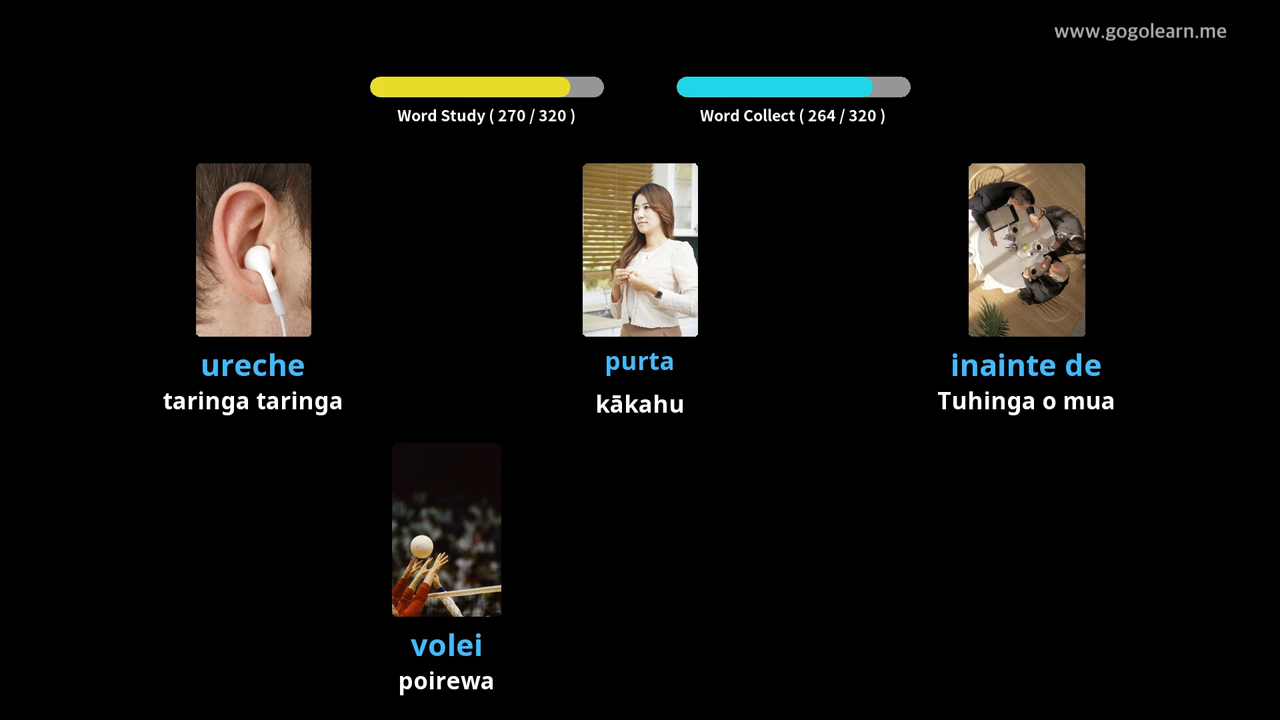 www.gogolearn.me
Word Study ( 270 / 320 )
Word Collect ( 264 / 320 )
ureche
taringa taringa
purta
kākahu
inainte de
Tuhinga o mua
volei
poirewa